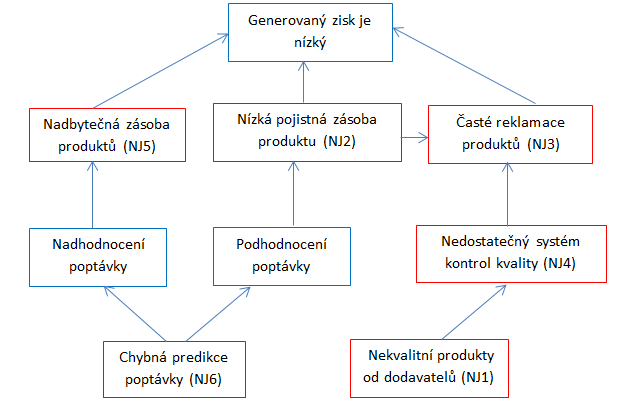 Generovaný zisk je
nízký
Nadbytečná zásoba
produktů (NJ5)
Nízká pojistná zásoba
produktu (NJ2)
Časté reklamace
produktů (NJ3)
Nadhodnocení
poptávky
Podhodnocení
poptávky
Nedostatečný systém
kontrol kvality (NJ4)
Chybná predikce
poptávky (NJ6)
Nekvalitní produkty
od dodavatelů (NJ1)